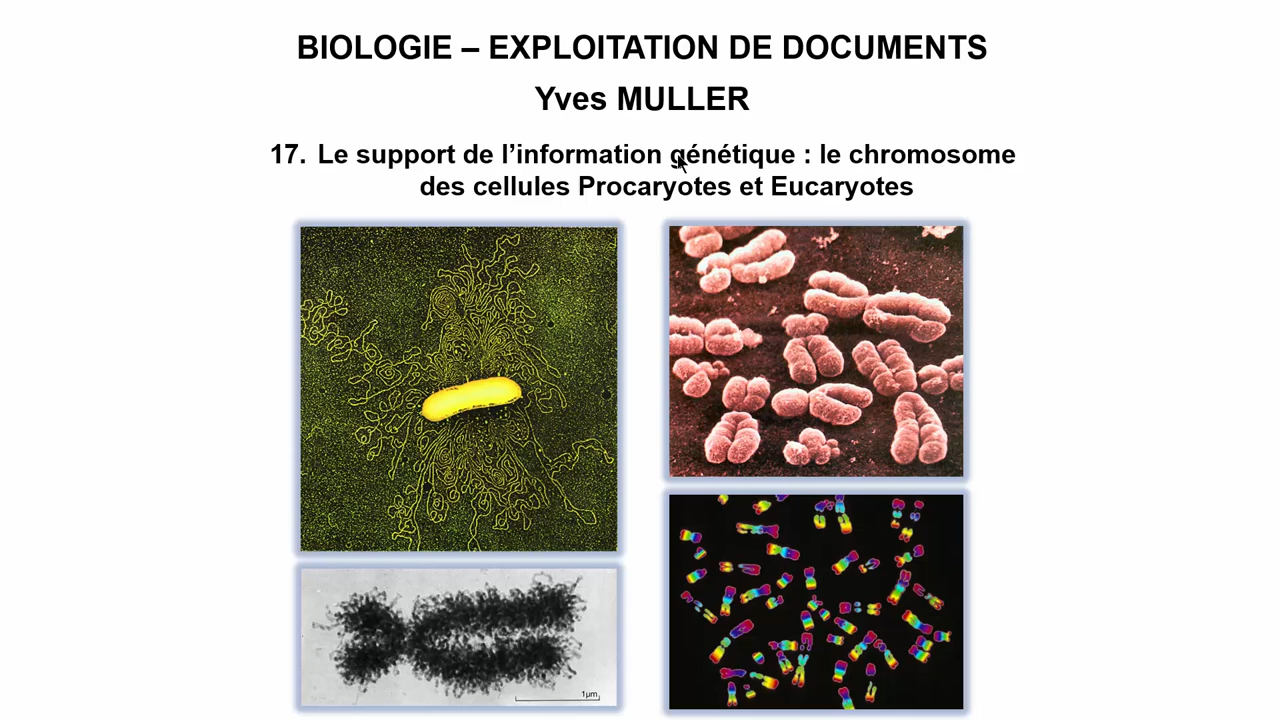 BIOLOGIE – EXPLOITATION DE DOCUMENTS
Yves MULLER
17. Le support de l’information génétique : le chromosome
des cellules Procaryotes et Eucaryotes
1µm